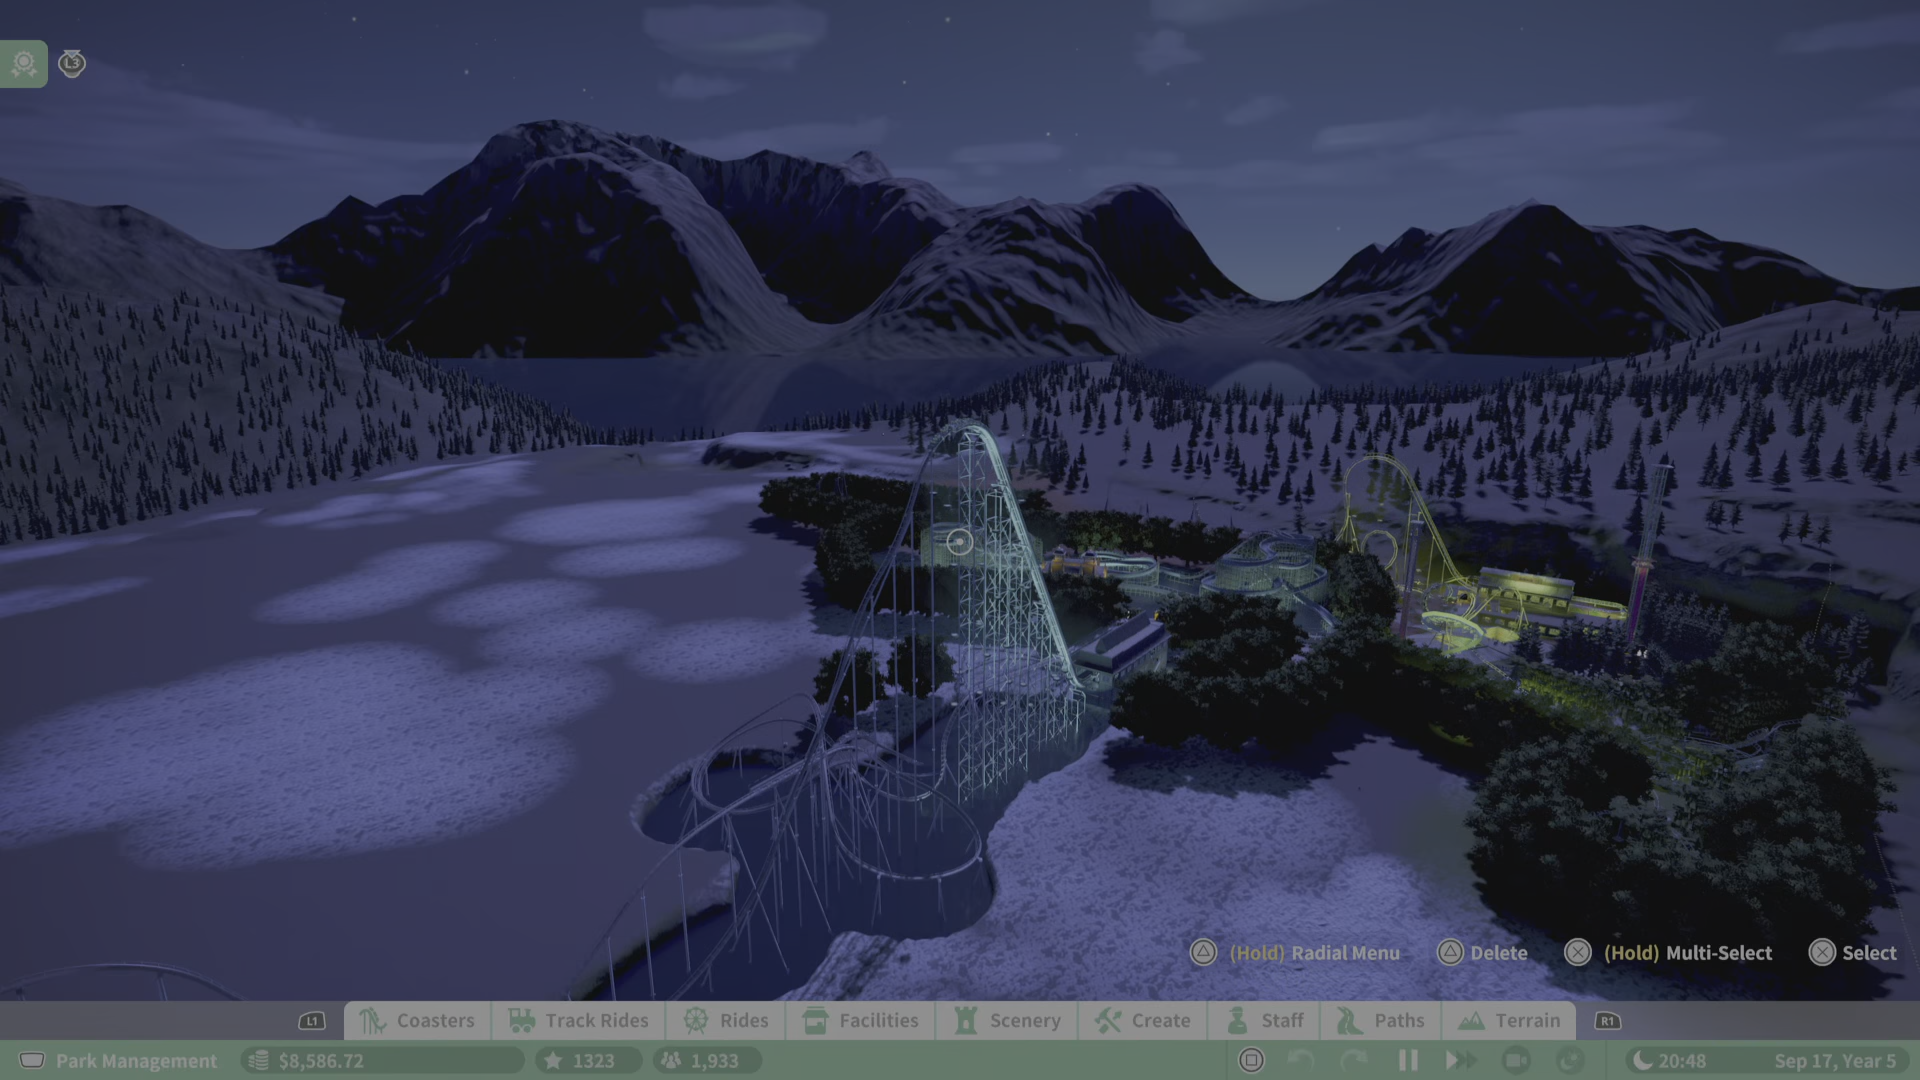 L3
(Hold) Radial Menu Delete (Hold) Multi-Select Select
L1 Coasters Track Rides Rides Facilities Scenery Create Staff Paths Terrain R1
Park Management $8,586.72 1323 1,933 20:48 Sep 17, Year 5